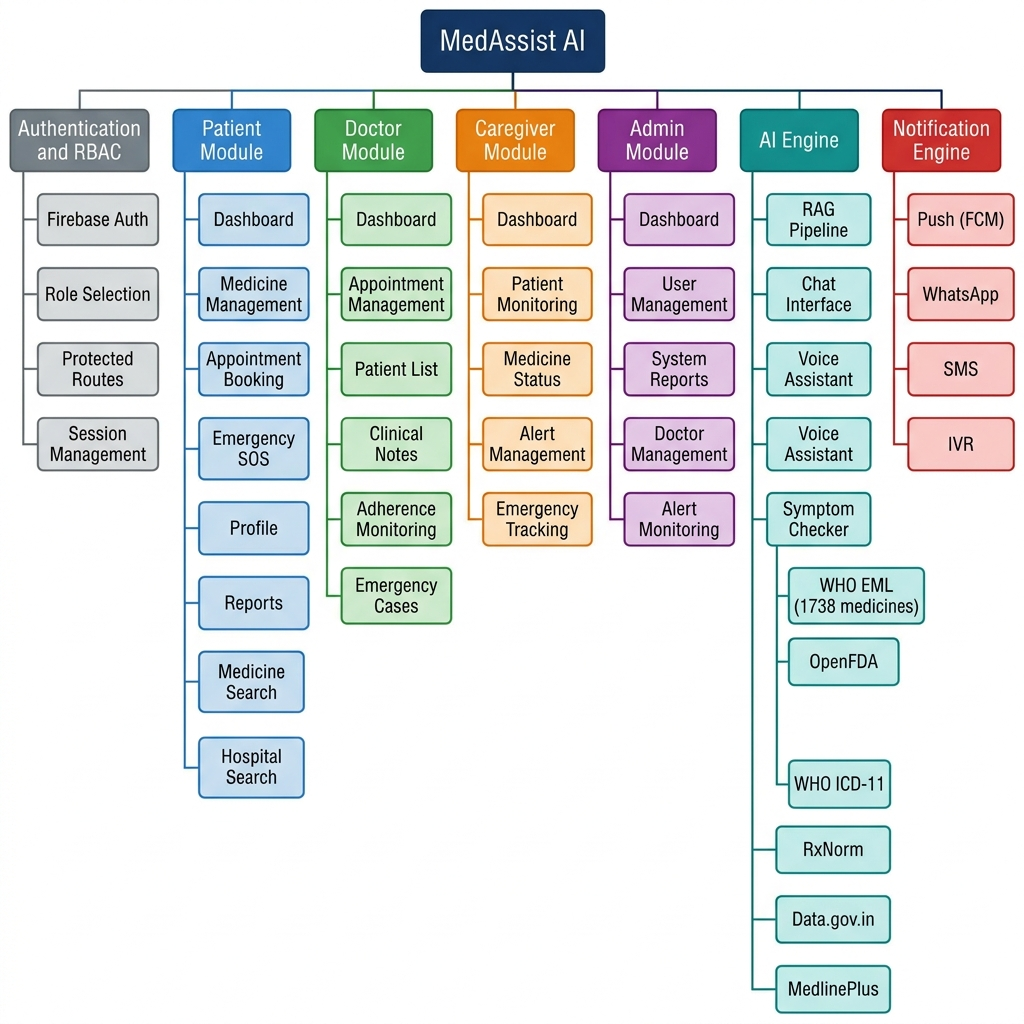 MedAssist AI
Authentication
and RBAC
Firebase Auth
Role Selection
Protected
Routes
Session
Management
Patient
Module
Dashboard
Medicine
Management
Appointment
Booking
Emergency
SOS
Profile
Reports
Medicine
Search
Hospital
Search
Doctor
Module
Dashboard
Appointment
Management
Patient List
Clinical
Notes
Adherence
Monitoring
Emergency
Cases
Caregiver
Module
Dashboard
Patient
Monitoring
Medicine
Status
Alert
Management
Emergency
Tracking
Admin
Module
Dashboard
User
Management
System
Reports
Doctor
Management
Alert
Monitoring
AI Engine
RAG
Pipeline
Chat
Interface
Voice
Assistant
Voice
Assistant
Symptom
Checker
WHO EML
(1738 medicines)
OpenFDA
WHO ICD-11
RxNorm
Data.gov.in
MedlinePlus
Notification
Engine
Push (FCM)
WhatsApp
SMS
IVR